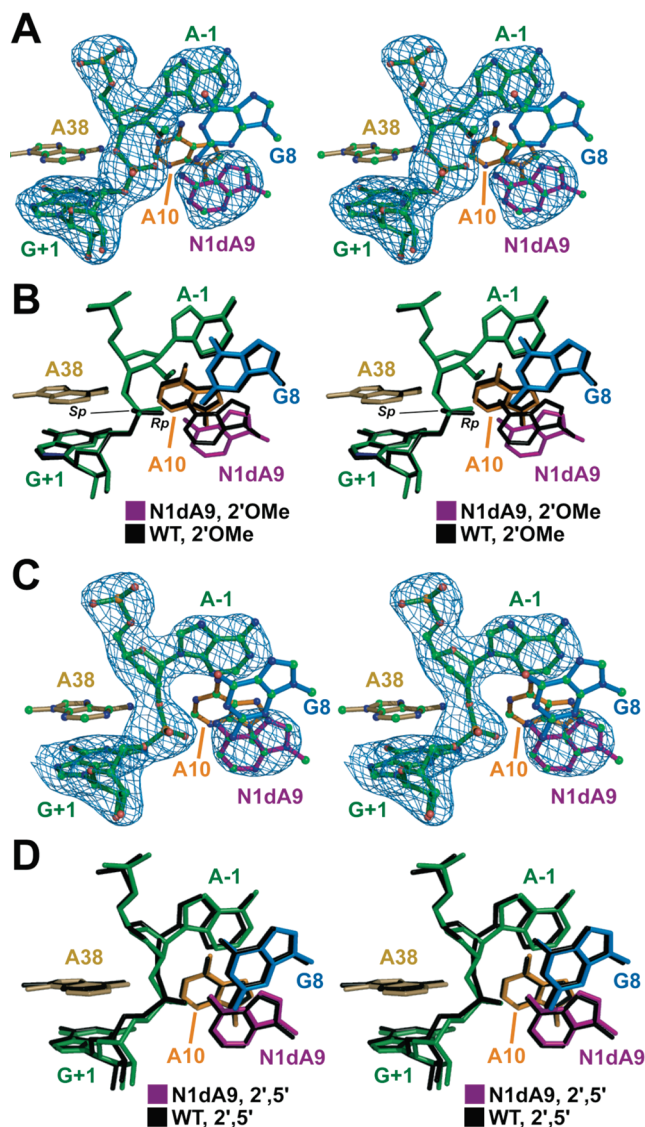 A
A-1 A-1
A38 A38
G8 G8
A10 A10
G+1 N1dA9 G+1 N1dA9
B
A-1 A-1
A38 A38
G8 G8
Sp Rp Sp Rp
A10 A10
G+1 N1dA9 G+1 N1dA9
N1dA9, 2'OMe N1dA9, 2'OMe
WT, 2'OMe WT, 2'OMe
C
A-1 A-1
A38 A38
G8 G8
A10 A10
G+1 N1dA9 G+1 N1dA9
D
A-1 A-1
A38 A38
G8 G8
A10 A10
G+1 N1dA9 G+1 N1dA9
N1dA9, 2',5' N1dA9, 2',5'
WT, 2',5' WT, 2',5'